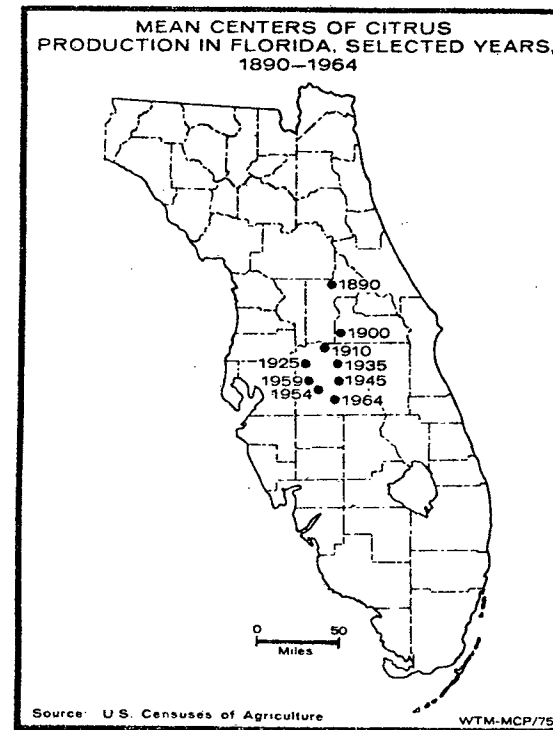 MEAN CENTERS OF CITRUS
PRODUCTION IN FLORIDA, SELECTED YEARS,
1890–1964
1890
1900
1910
1925
1935
1959
1945
1954
1964
0 50
Miles
Source: U.S. Censuses of Agriculture
WTM-MCP/75